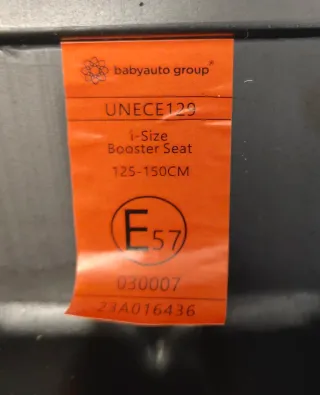 babyauto group®
UNECE129
i-Size
Booster Seat
125-150CM
E57
030007
23A016436